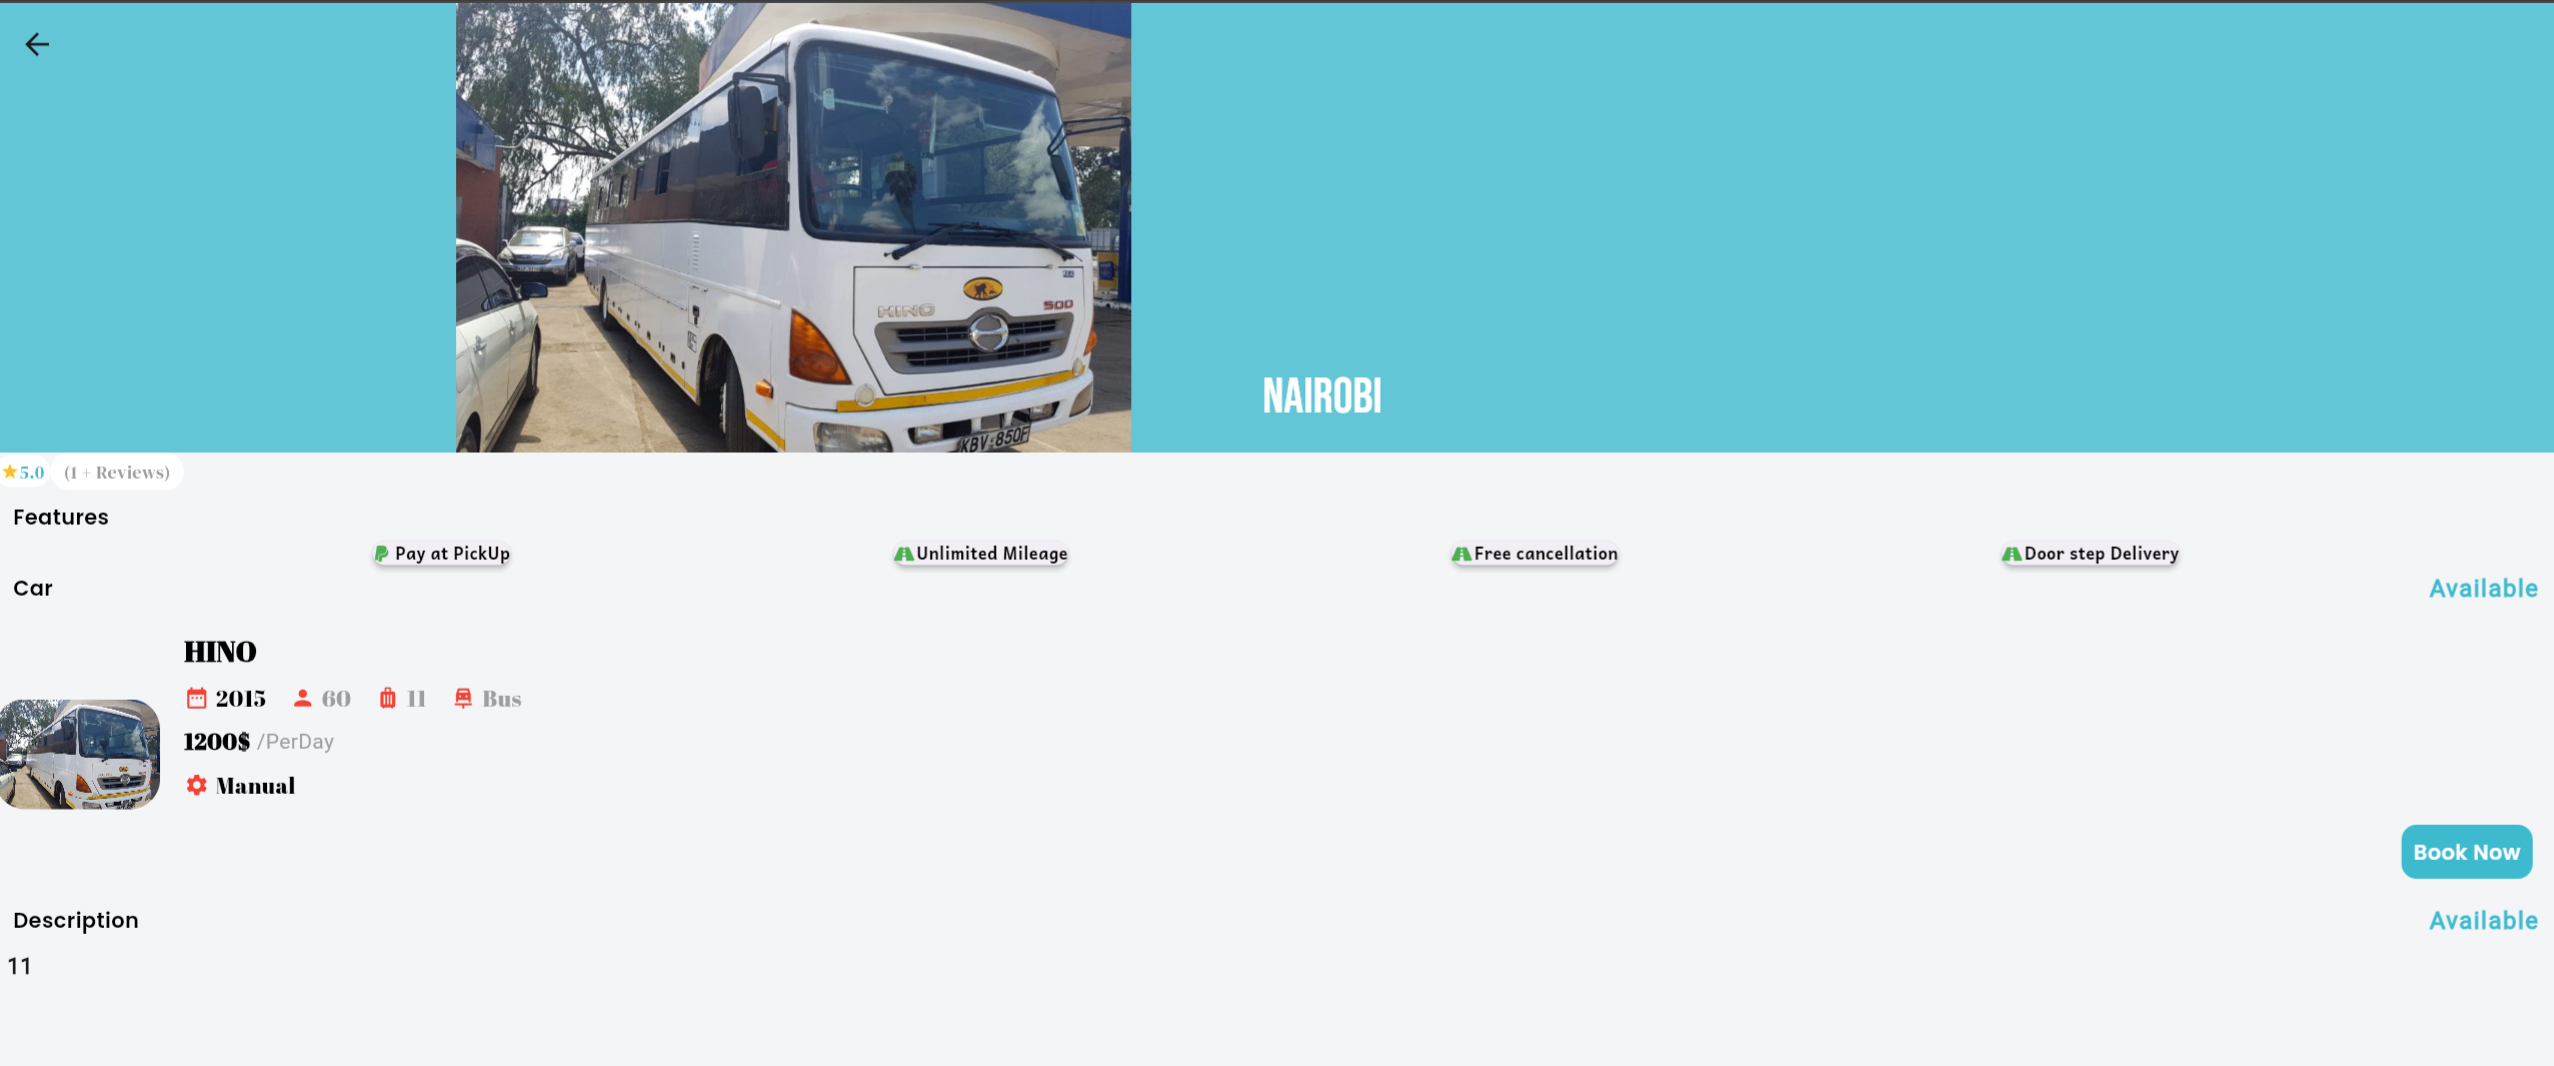 HINO
500
KBV 850F
NAIROBI
5.0 (1 + Reviews)
Features
Pay at PickUp Unlimited Mileage Free cancellation Door step Delivery
Car Available
HINO
2015 60 11 Bus
1200$ /PerDay
Manual
Book Now
Description Available
11